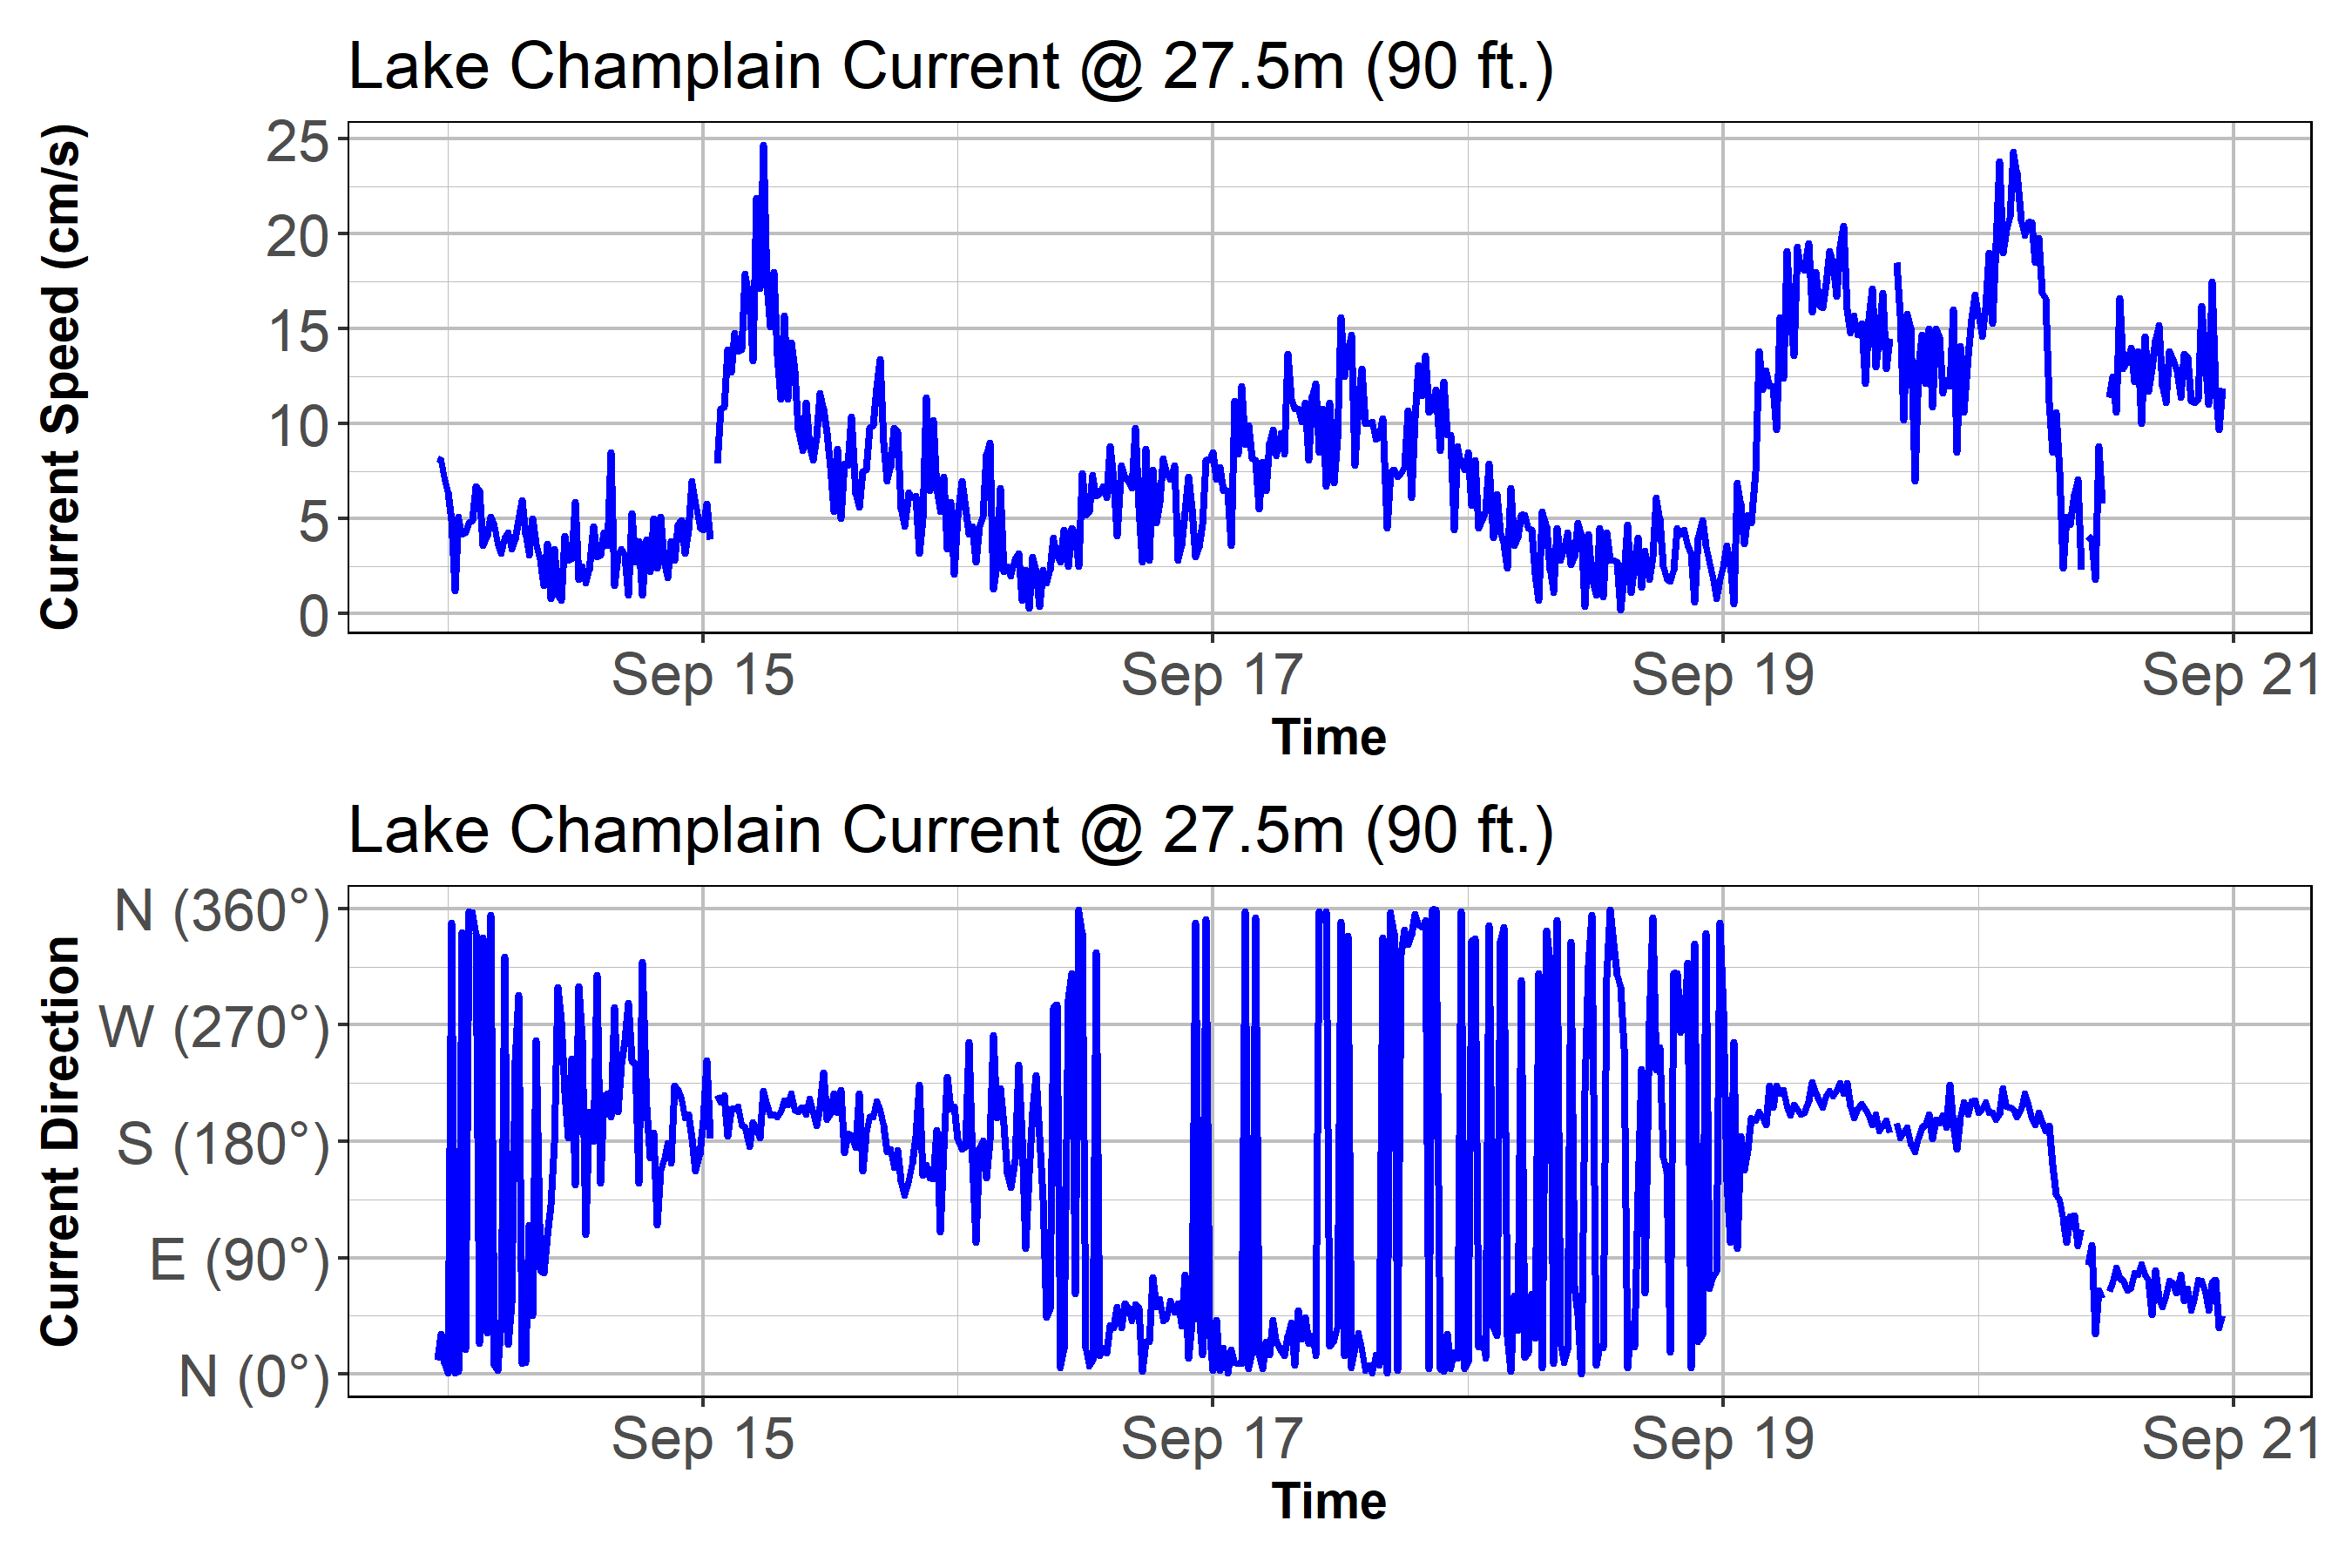 Lake Champlain Current @ 27.5m (90 ft.)
Current Speed (cm/s)
25
20
15
10
5
0
Sep 15 Sep 17 Sep 19 Sep 21
Time
Lake Champlain Current @ 27.5m (90 ft.)
Current Direction
N (360°)
W (270°)
S (180°)
E (90°)
N (0°)
Sep 15 Sep 17 Sep 19 Sep 21
Time